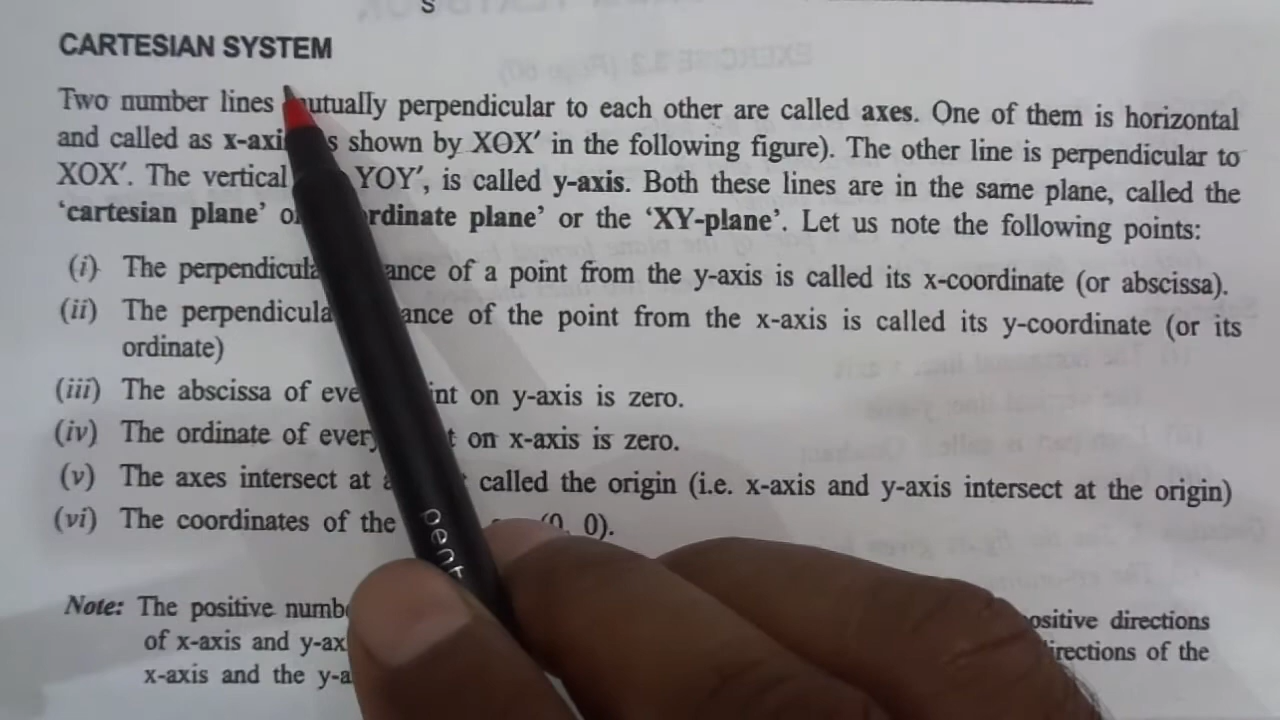 S
CARTESIAN SYSTEM
Two number lines mutually perpendicular to each other are called axes. One of them is horizontal
and called as x-axis shown by XOX′ in the following figure). The other line is perpendicular to
XOX′. The vertical YOY′, is called y-axis. Both these lines are in the same plane, called the
‘cartesian plane’ or rdinate plane’ or the ‘XY-plane’. Let us note the following points:
(i) The perpendicula ance of a point from the y-axis is called its x-coordinate (or abscissa).
(ii) The perpendicula ance of the point from the x-axis is called its y-coordinate (or its
ordinate)
(iii) The abscissa of eve int on y-axis is zero.
(iv) The ordinate of every t on x-axis is zero.
(v) The axes intersect at a called the origin (i.e. x-axis and y-axis intersect at the origin)
(vi) The coordinates of the (0, 0).
Note: The positive numbe ositive directions
of x-axis and y-ax irections of the
x-axis and the y-a
pent